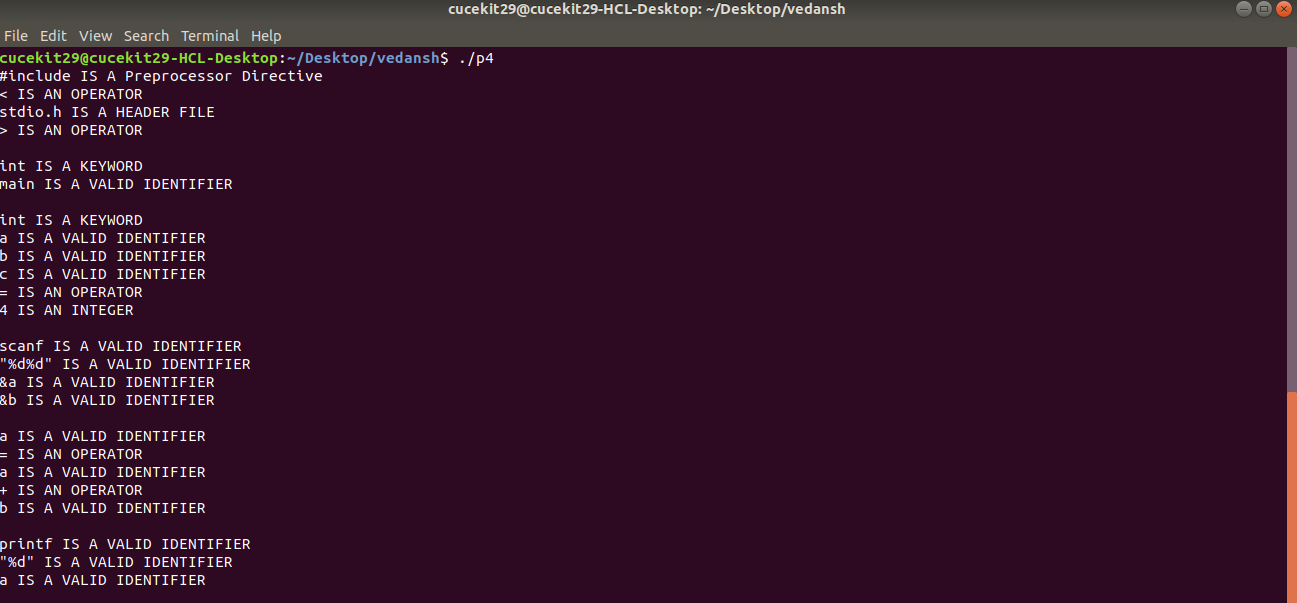 cucekit29@cucekit29-HCL-Desktop: ~/Desktop/vedansh
File Edit View Search Terminal Help
cucekit29@cucekit29-HCL-Desktop:~/Desktop/vedansh$ ./p4
#include IS A Preprocessor Directive
< IS AN OPERATOR
stdio.h IS A HEADER FILE
> IS AN OPERATOR
int IS A KEYWORD
main IS A VALID IDENTIFIER
int IS A KEYWORD
a IS A VALID IDENTIFIER
b IS A VALID IDENTIFIER
c IS A VALID IDENTIFIER
= IS AN OPERATOR
4 IS AN INTEGER
scanf IS A VALID IDENTIFIER
"%d%d" IS A VALID IDENTIFIER
&a IS A VALID IDENTIFIER
&b IS A VALID IDENTIFIER
a IS A VALID IDENTIFIER
= IS AN OPERATOR
a IS A VALID IDENTIFIER
+ IS AN OPERATOR
b IS A VALID IDENTIFIER
printf IS A VALID IDENTIFIER
"%d" IS A VALID IDENTIFIER
a IS A VALID IDENTIFIER